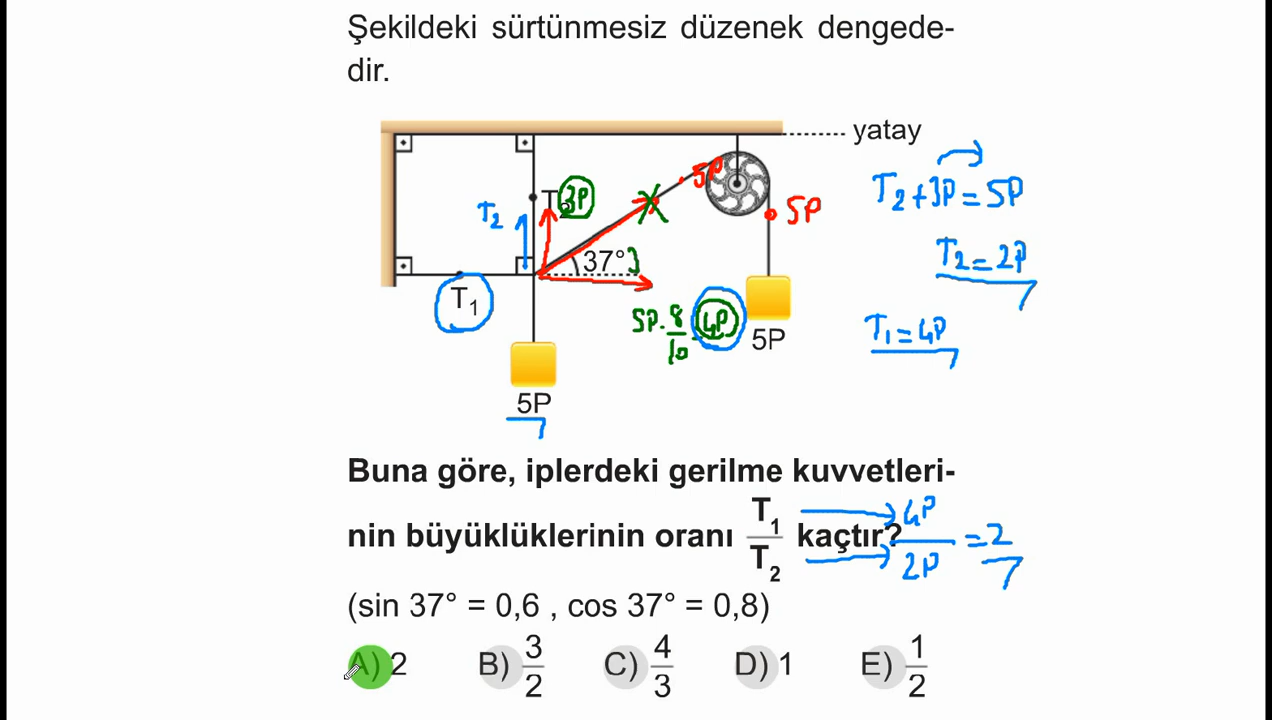 Şekildeki sürtünmesiz düzenek dengede-
dir.
yatay
5P
T2+3P=5P
T2 T2 3P
5P
37°
T2=2P
T1
5P. 8/10 4P
5P
T1=4P
5P
Buna göre, iplerdeki gerilme kuvvetleri-
nin büyüklüklerinin oranı T1/T2 kaçtır? 4P/2P =2
(sin 37° = 0,6 , cos 37° = 0,8)
A) 2 B) 3/2 C) 4/3 D) 1 E) 1/2